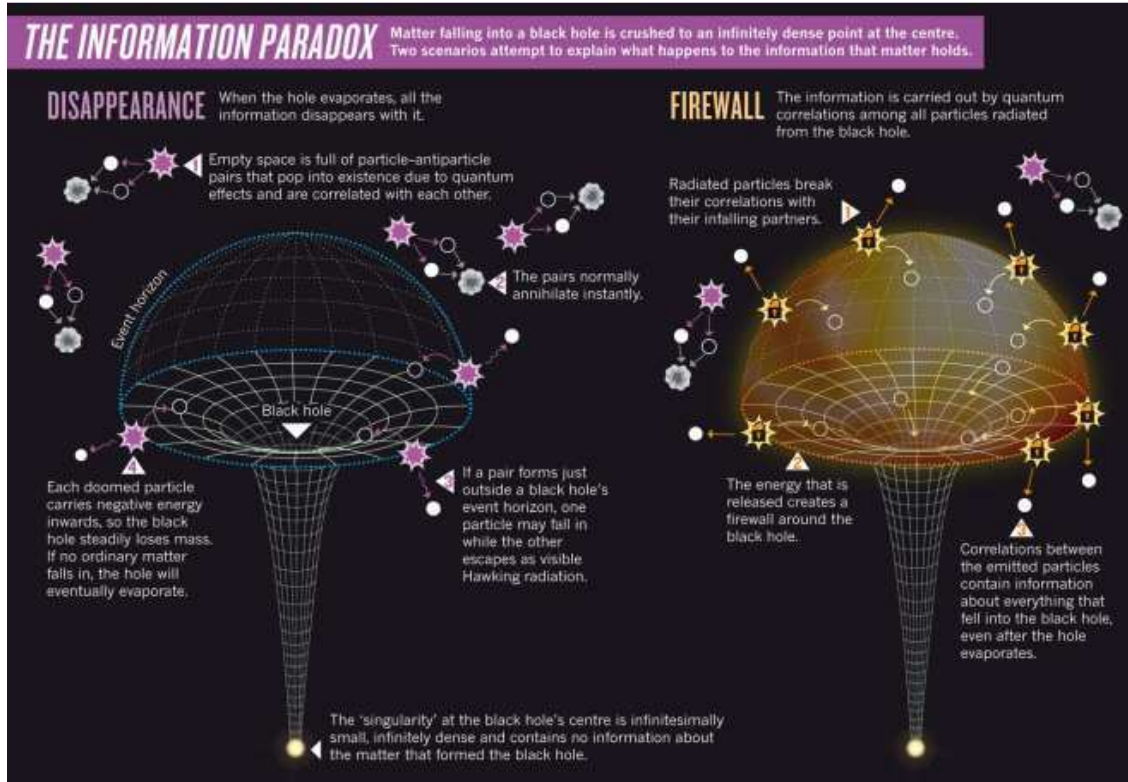 THE INFORMATION PARADOX
Matter falling into a black hole is crushed to an infinitely dense point at the centre.
Two scenarios attempt to explain what happens to the information that matter holds.
DISAPPEARANCE
When the hole evaporates, all the
information disappears with it.
1
Empty space is full of particle–antiparticle
pairs that pop into existence due to quantum
effects and are correlated with each other.
2
The pairs normally
annihilate instantly.
Event horizon
Black hole
3
If a pair forms just
outside a black hole's
event horizon, one
particle may fall in
while the other
escapes as visible
Hawking radiation.
4
Each doomed particle
carries negative energy
inwards, so the black
hole steadily loses mass.
If no ordinary matter
falls in, the hole will
eventually evaporate.
The 'singularity' at the black hole's centre is infinitesimally
small, infinitely dense and contains no information about
the matter that formed the black hole.
FIREWALL
The information is carried out by quantum
correlations among all particles radiated
from the black hole.
Radiated particles break
their correlations with
their infalling partners.
1
2
The energy that is
released creates a
firewall around the
black hole.
3
Correlations between
the emitted particles
contain information
about everything that
fell into the black hole,
even after the hole
evaporates.